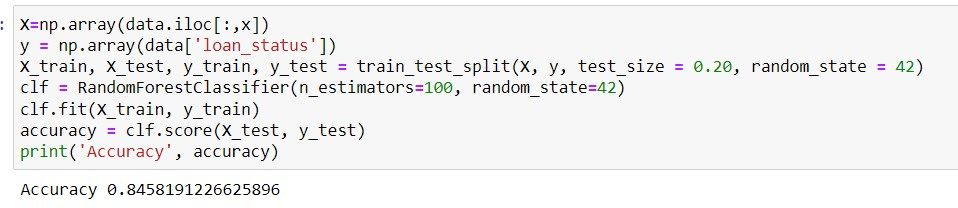 :
X=np.array(data.iloc[:,x])
y = np.array(data['loan_status'])
X_train, X_test, y_train, y_test = train_test_split(X, y, test_size = 0.20, random_state = 42)
clf = RandomForestClassifier(n_estimators=100, random_state=42)
clf.fit(X_train, y_train)
accuracy = clf.score(X_test, y_test)
print('Accuracy', accuracy)
Accuracy 0.8458191226625896